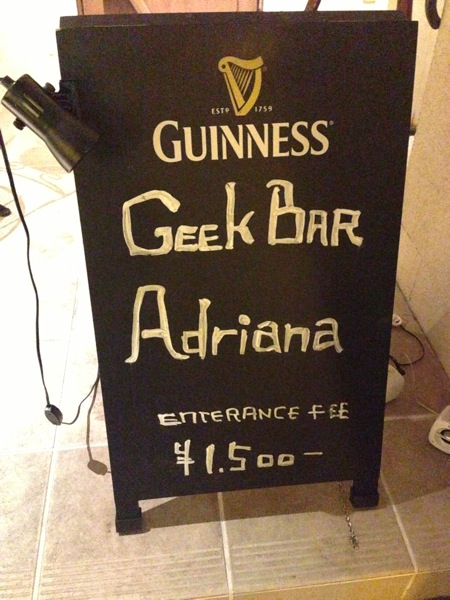 ESTD 1759
GUINNESS
GEEK BAR
Adriana
ENTERANCE FEE
¥1.500-